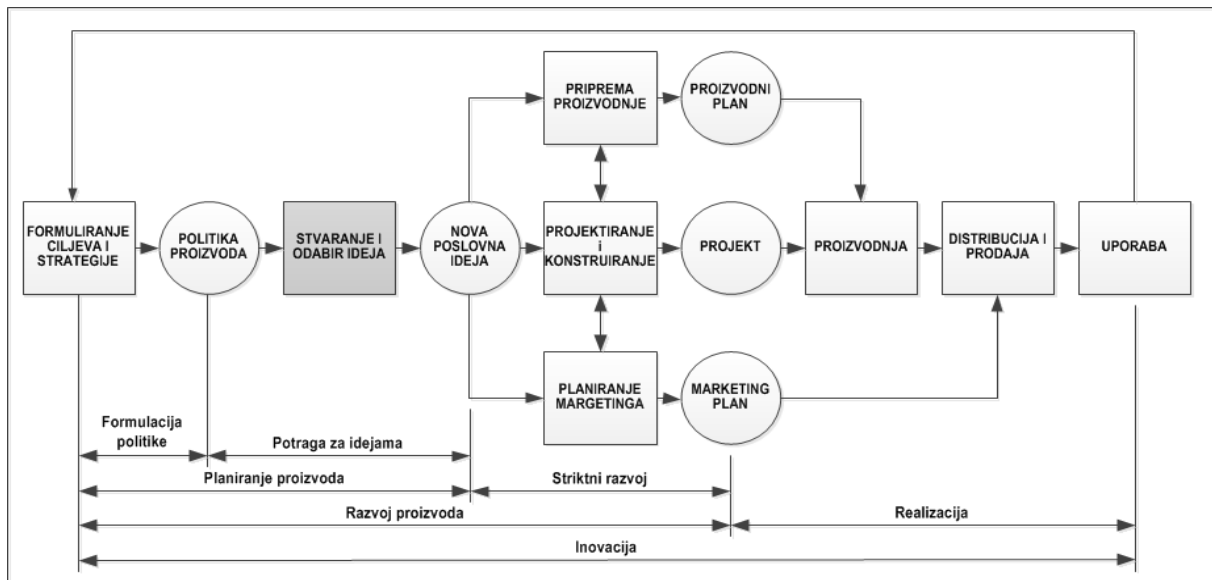 PRIPREMA
PROIZVODNJE
PROIZVODNI
PLAN
FORMULIRANJE
CILJEVA I
STRATEGIJE
POLITIKA
PROIZVODA
STVARANJE I
ODABIR IDEJA
NOVA
POSLOVNA
IDEJA
PROJEKTIRANJE
i
KONSTRUIRANJE
PROJEKT
PROIZVODNJA
DISTRIBUCIJA I
PRODAJA
UPORABA
PLANIRANJE
MARGETINGA
MARKETING
PLAN
Formulacija
politike
Potraga za idejama
Planiranje proizvoda
Striktni razvoj
Razvoj proizvoda
Realizacija
Inovacija